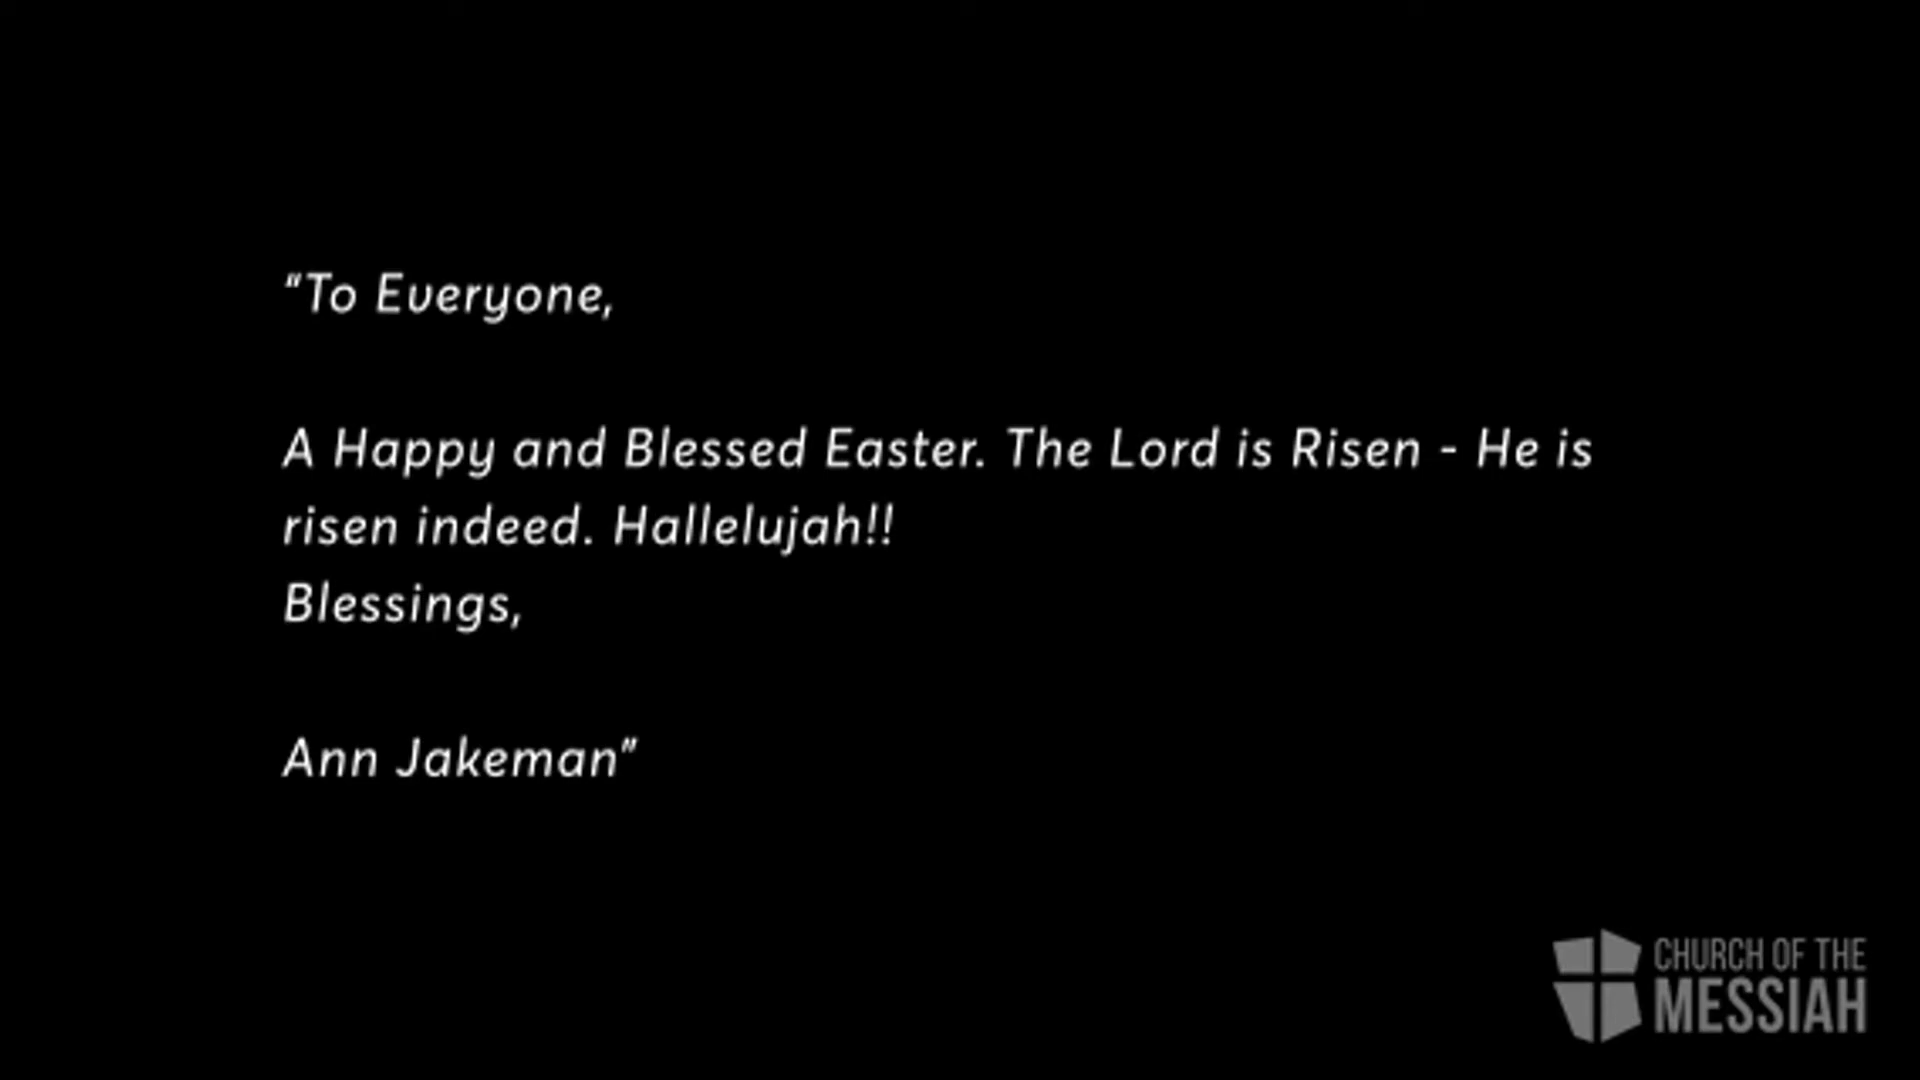 “To Everyone,
A Happy and Blessed Easter. The Lord is Risen - He is
risen indeed. Hallelujah!!
Blessings,
Ann Jakeman”
CHURCH OF THE
MESSIAH